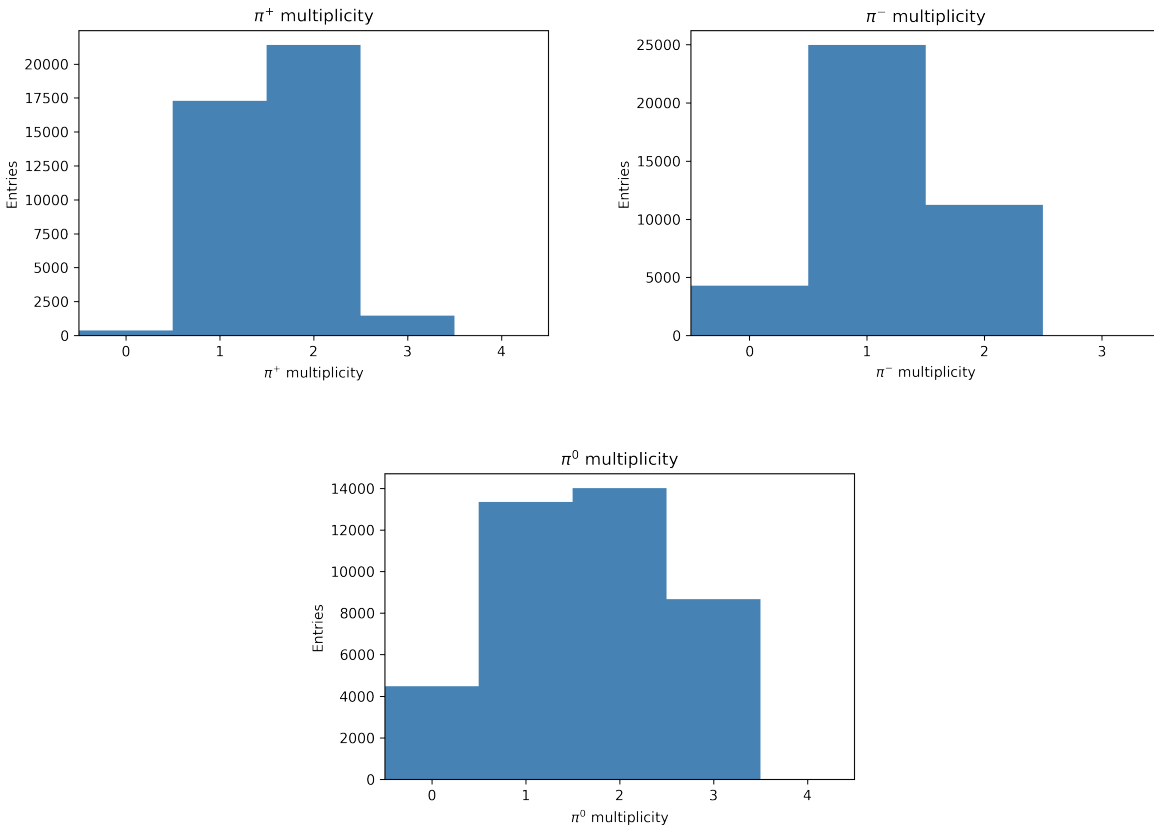 π⁺ multiplicity
20000
17500
15000
12500
10000
7500
5000
2500
0
Entries
0 1 2 3 4
π⁺ multiplicity
π⁻ multiplicity
25000
20000
15000
10000
5000
0
Entries
0 1 2 3
π⁻ multiplicity
π⁰ multiplicity
14000
12000
10000
8000
6000
4000
2000
0
Entries
0 1 2 3 4
π⁰ multiplicity